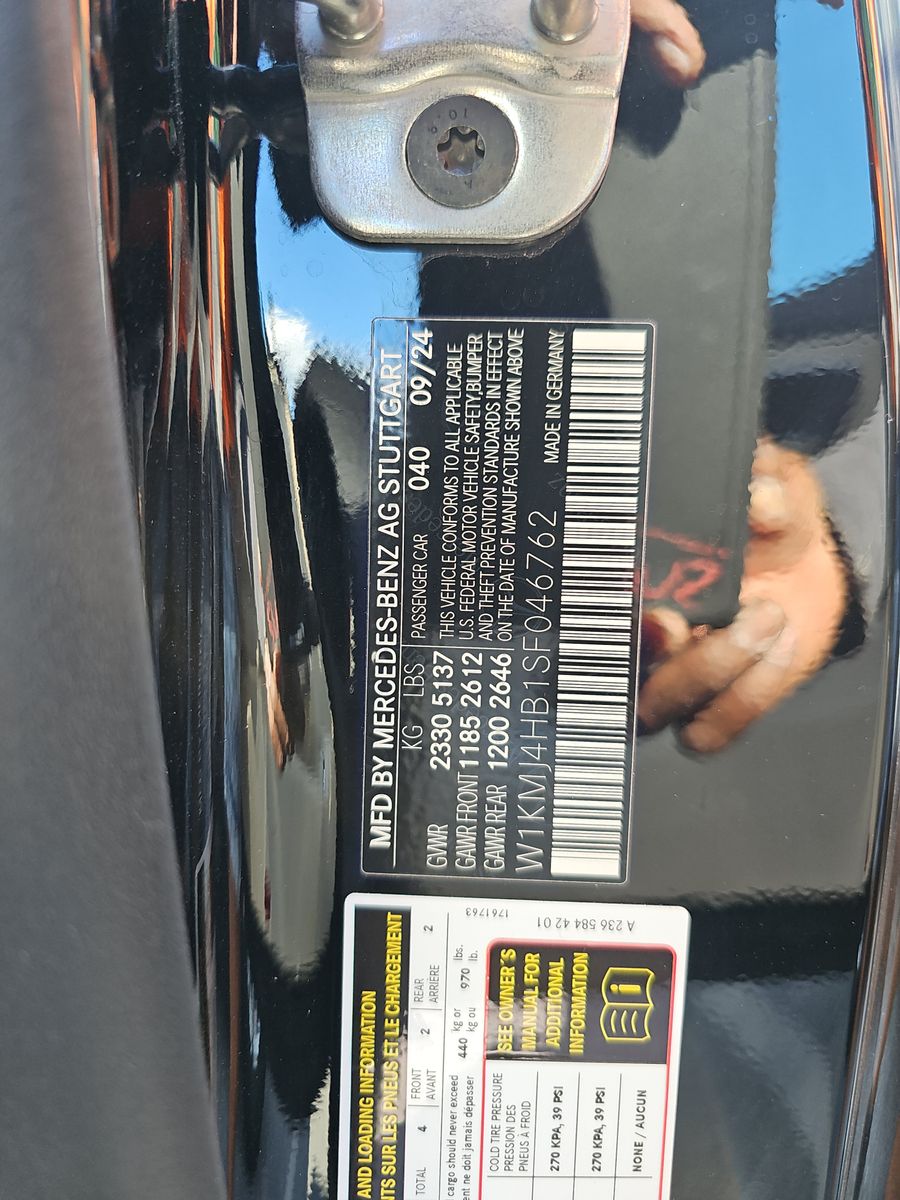 MFD BY MERCEDES-BENZ AG STUTTGART
KG LBS PASSENGER CAR 040 09/24
GVWR 2330 5137 THIS VEHICLE CONFORMS TO ALL APPLICABLE
GAWR FRONT 1185 2612 U.S. FEDERAL MOTOR VEHICLE SAFETY,BUMPER
GAWR REAR 1200 2646 AND THEFT PREVENTION STANDARDS IN EFFECT
ON THE DATE OF MANUFACTURE SHOWN ABOVE
W1KMJ4HB1SF046762 MADE IN GERMANY
AND LOADING INFORMATION
SUR LES PNEUS ET LE CHARGEMENT
TOTAL 4 FRONT 2 REAR 2
AVANT ARRIÈRE
cargo should never exceed 440 kg or 970 lbs.
ne doit jamais dépasser kg ou lb.
COLD TIRE PRESSURE
PRESSION DES
PNEUS À FROID
270 KPA, 39 PSI
270 KPA, 39 PSI
NONE / AUCUN
SEE OWNER'S
MANUAL FOR
ADDITIONAL
INFORMATION
1761763
A 236 584 42 01